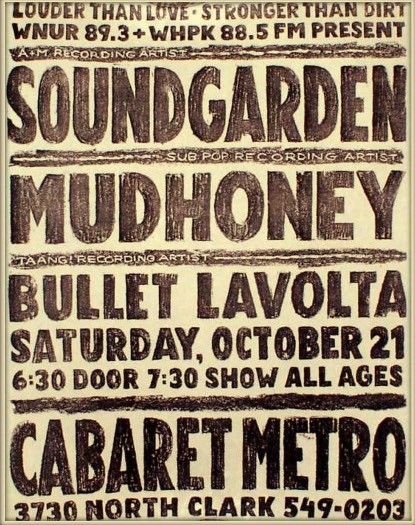 LOUDER THAN LOVE · STRONGER THAN DIRT
WNUR 89.3 + WHPK 88.5 FM PRESENT
A+M RECORDING ARTIST
SOUNDGARDEN
SUB POP RECORDING ARTIST
MUDHONEY
TAANG! RECORDING ARTIST
BULLET LAVOLTA
SATURDAY, OCTOBER 21
6:30 DOOR 7:30 SHOW ALL AGES
CABARET METRO
3730 NORTH CLARK 549-0203